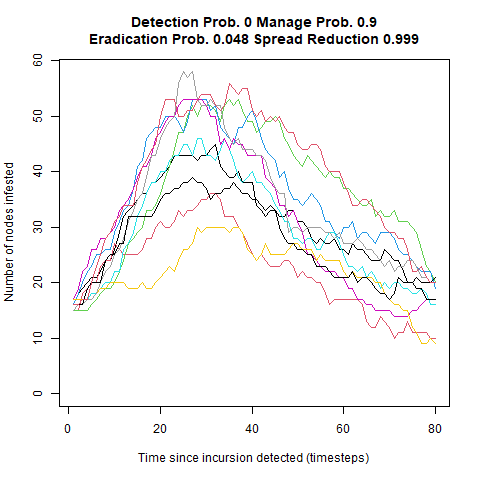 Detection Prob. 0 Manage Prob. 0.9
Eradication Prob. 0.048 Spread Reduction 0.999
Number of nodes infested
60
50
40
30
20
10
0
0 20 40 60 80
Time since incursion detected (timesteps)